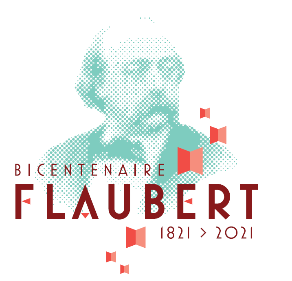 BICENTENAIRE
FLAUBERT
1821 > 2021